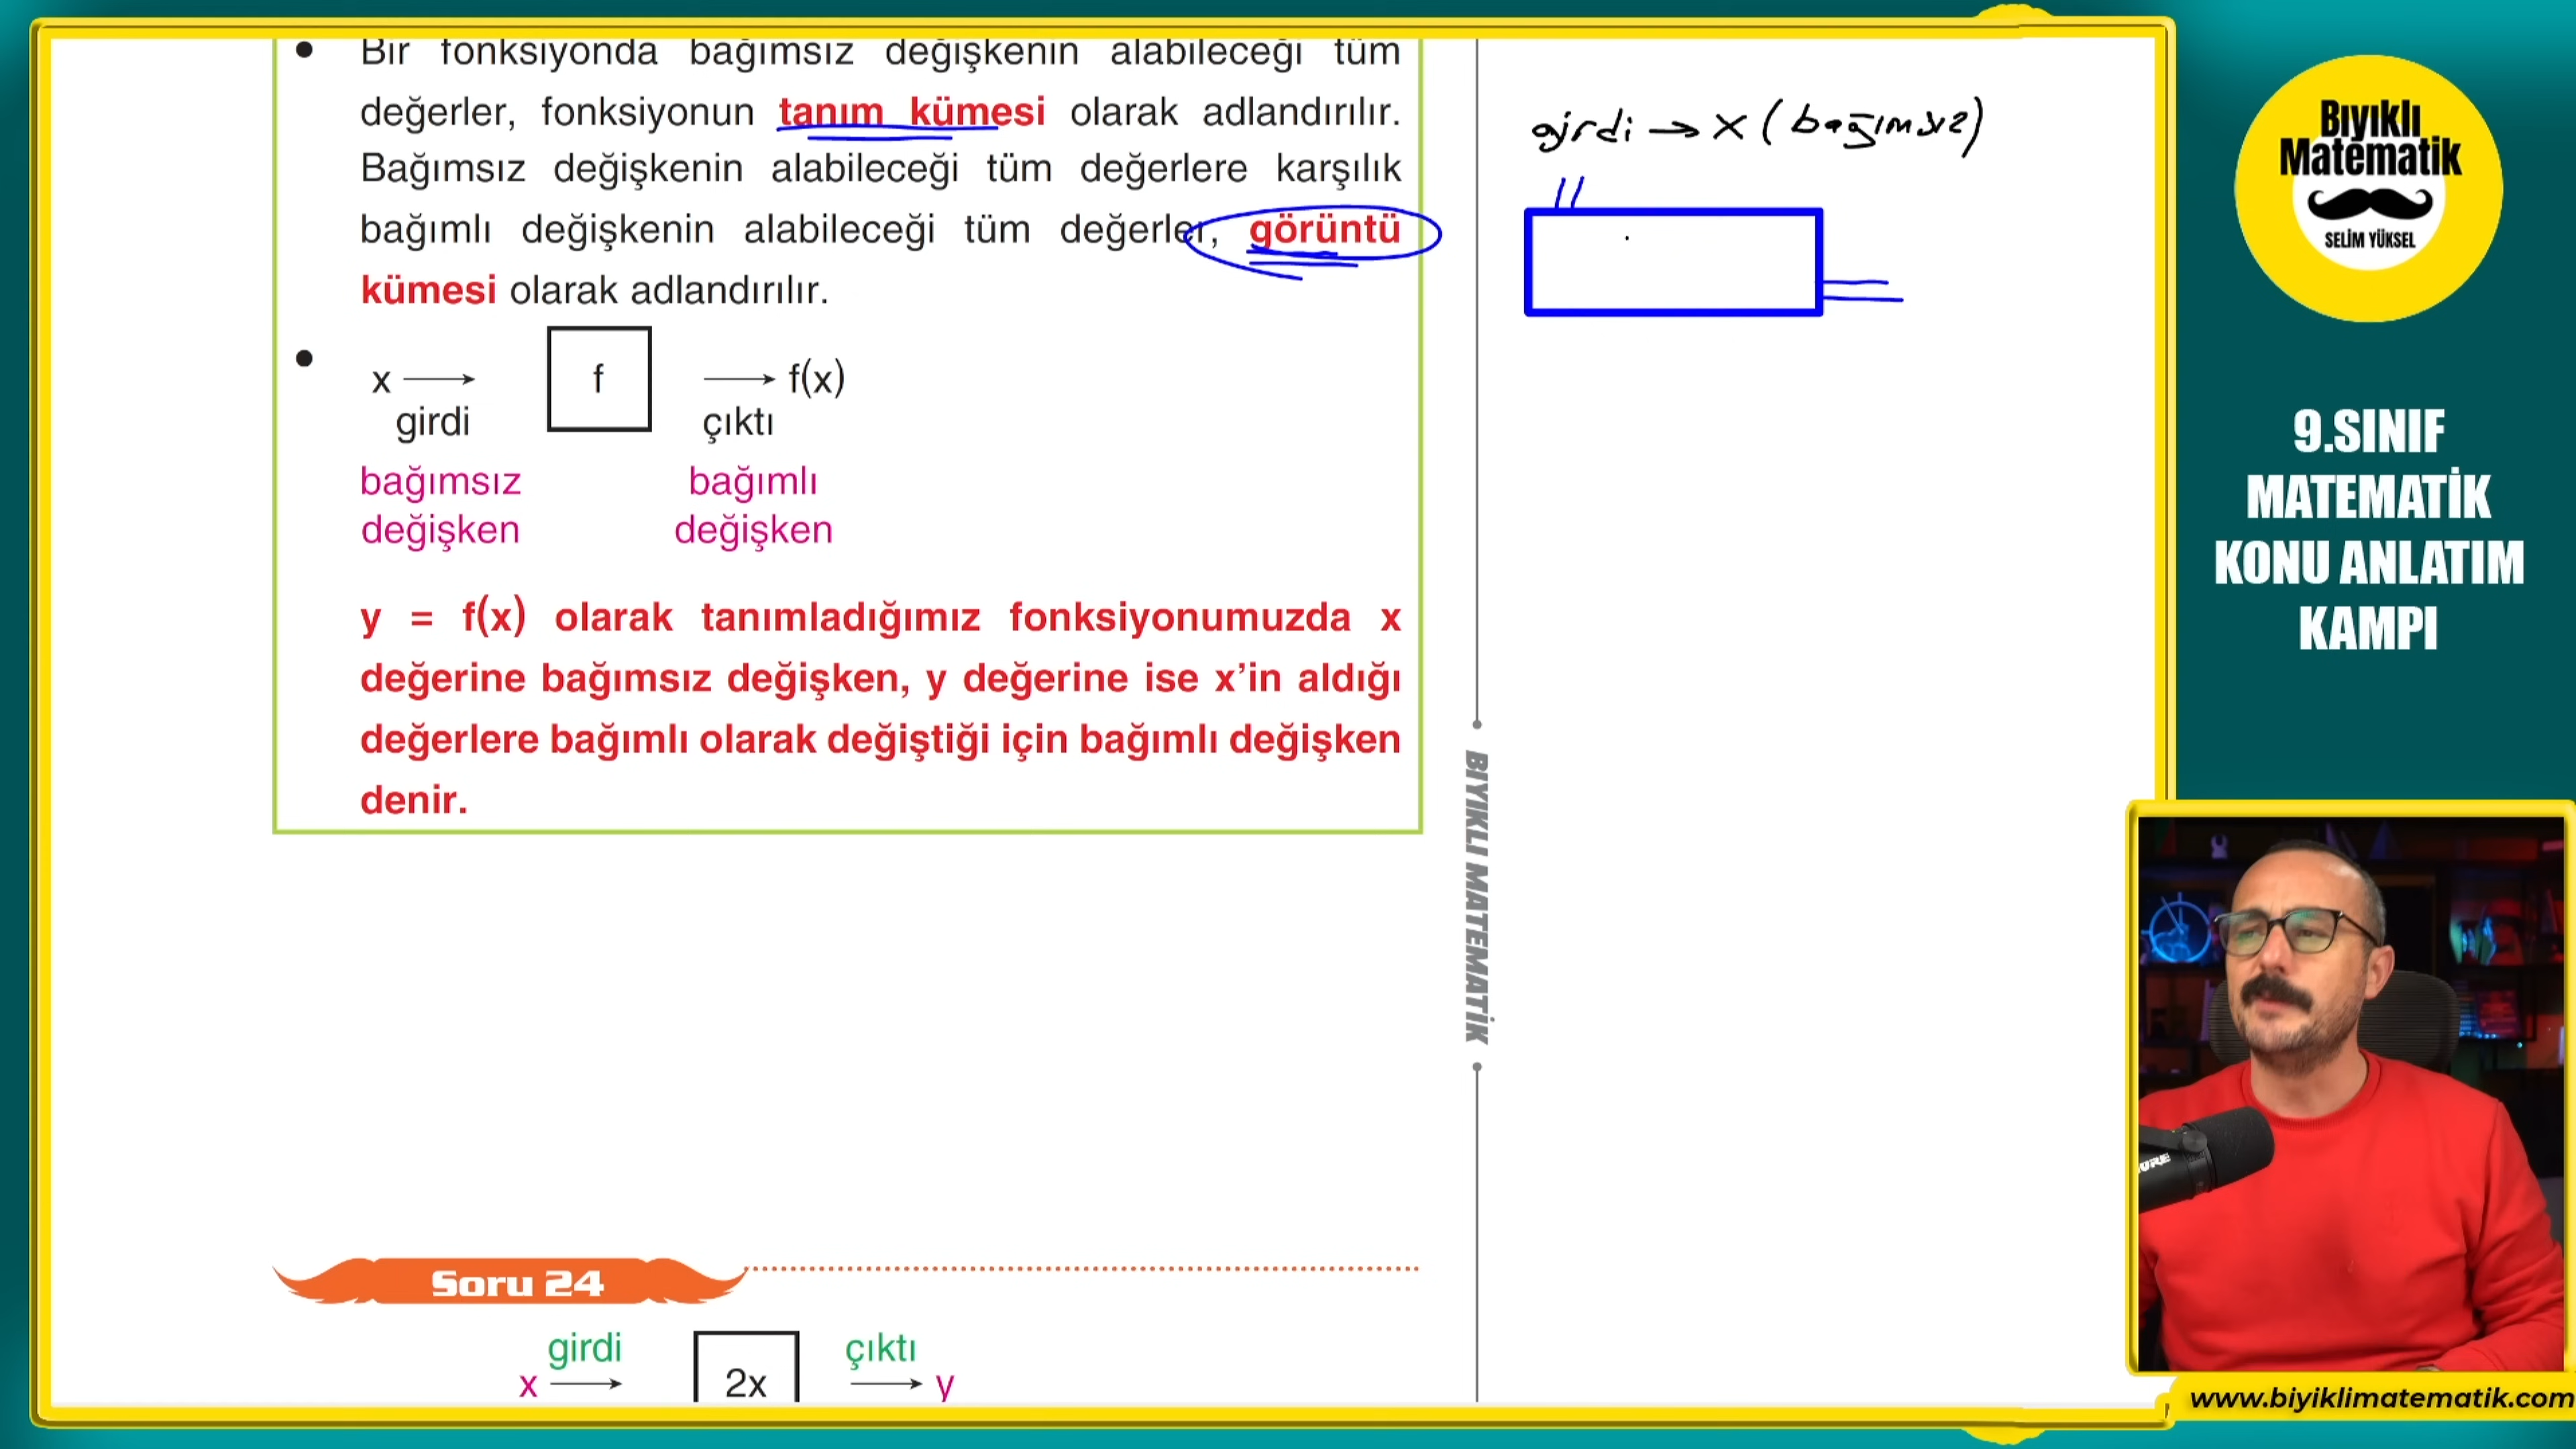 Bir fonksiyonda bağımsız değişkenin alabileceği tüm
değerler, fonksiyonun tanım kümesi olarak adlandırılır.
Bağımsız değişkenin alabileceği tüm değerlere karşılık
bağımlı değişkenin alabileceği tüm değerler, görüntü
kümesi olarak adlandırılır.
x → f → f(x)
girdi çıktı
bağımsız bağımlı
değişken değişken
y = f(x) olarak tanımladığımız fonksiyonumuzda x
değerine bağımsız değişken, y değerine ise x'in aldığı
değerlere bağımlı olarak değiştiği için bağımlı değişken
denir.
Soru 24
girdi çıktı
x → 2x → y
girdi → x (bağımsız)
BIYIKLI MATEMATİK
Bıyıklı
Matematik
SELİM YÜKSEL
9.SINIF
MATEMATİK
KONU ANLATIM
KAMPI
URE
www.biyiklimatematik.com